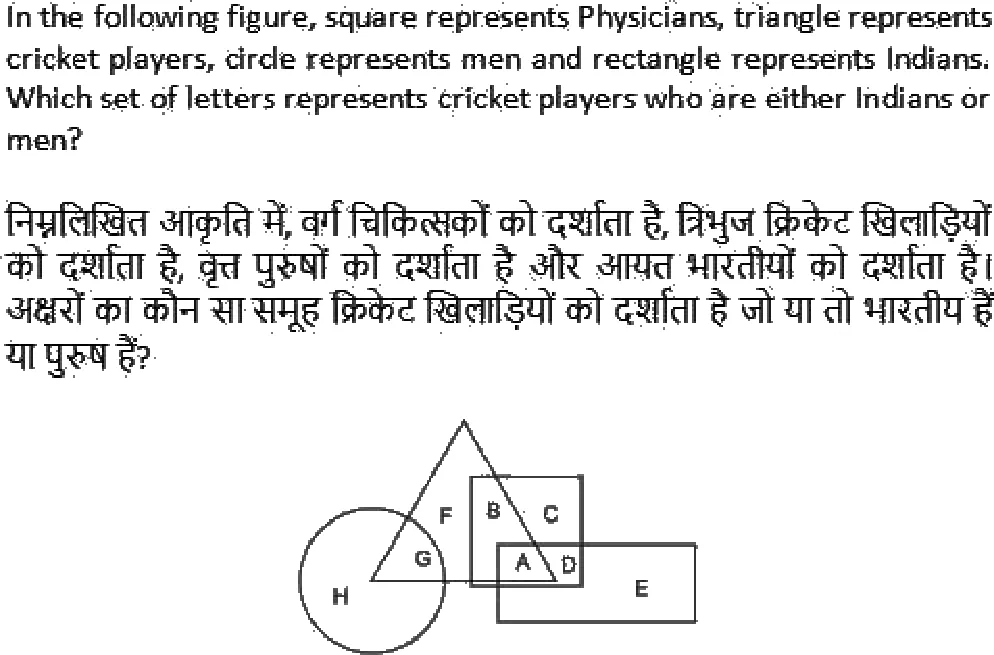 In the following figure, square represents Physicians, triangle represents
cricket players, circle represents men and rectangle represents Indians.
Which set of letters represents cricket players who are either Indians or
men?
निम्नलिखित आकृति में, वर्ग चिकित्सकों को दर्शाता है, त्रिभुज क्रिकेट खिलाड़ियों
को दर्शाता है, वृत्त पुरुषों को दर्शाता है और आयत भारतीयों को दर्शाता है।
अक्षरों का कौन सा समूह क्रिकेट खिलाड़ियों को दर्शाता है जो या तो भारतीय हैं
या पुरुष हैं?
F B C
G A D
H E